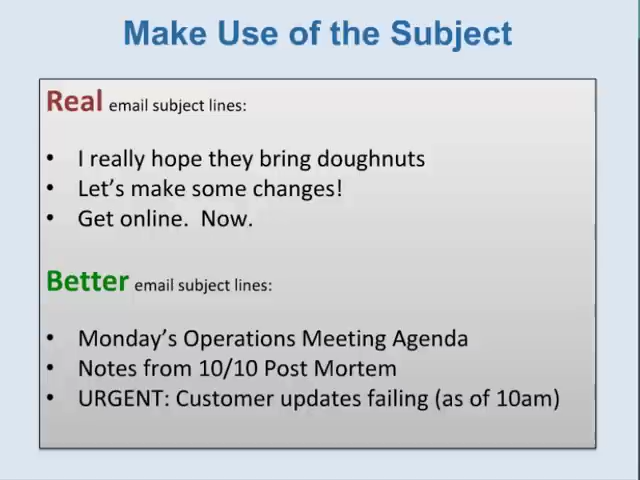 Make Use of the Subject
Real email subject lines:
• I really hope they bring doughnuts
• Let's make some changes!
• Get online.  Now.
Better email subject lines:
• Monday's Operations Meeting Agenda
• Notes from 10/10 Post Mortem
• URGENT: Customer updates failing (as of 10am)